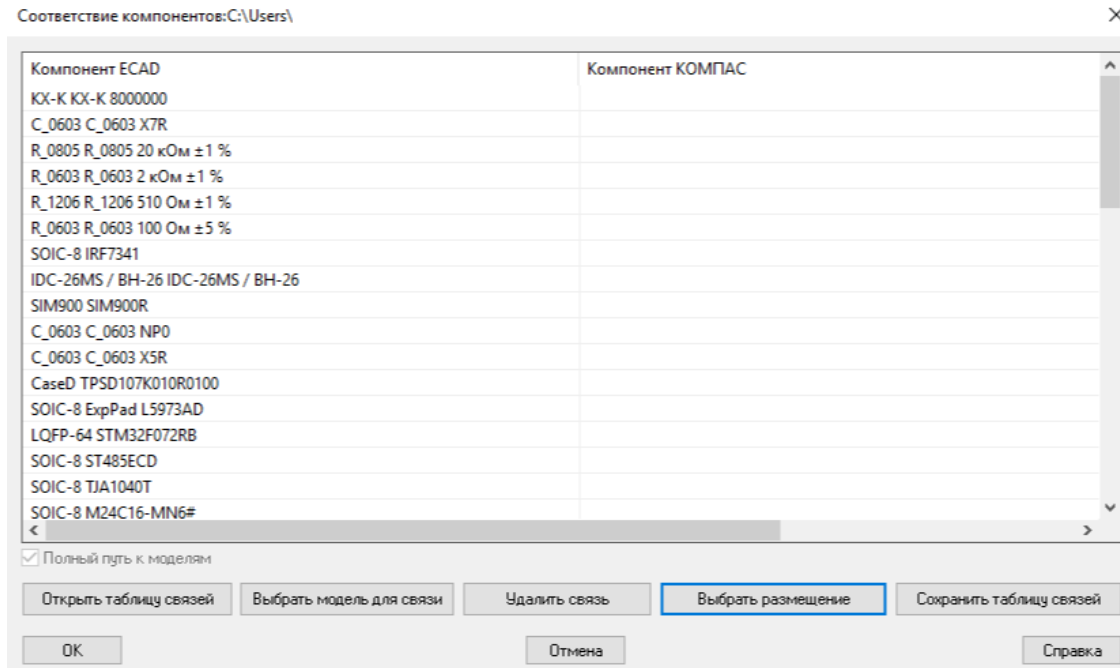 Соответствие компонентов:C:\Users\
Компонент ECAD Компонент КОМПАС
KX-K KX-K 8000000
C_0603 C_0603 X7R
R_0805 R_0805 20 кОм ±1 %
R_0603 R_0603 2 кОм ±1 %
R_1206 R_1206 510 Ом ±1 %
R_0603 R_0603 100 Ом ±5 %
SOIC-8 IRF7341
IDC-26MS / BH-26 IDC-26MS / BH-26
SIM900 SIM900R
C_0603 C_0603 NP0
C_0603 C_0603 X5R
CaseD TPSD107K010R0100
SOIC-8 ExpPad L5973AD
LQFP-64 STM32F072RB
SOIC-8 ST485ECD
SOIC-8 TJA1040T
SOIC-8 M24C16-MN6#
Полный путь к моделям
Открыть таблицу связей Выбрать модель для связи Удалить связь Выбрать размещение Сохранить таблицу связей
OK Отмена Справка